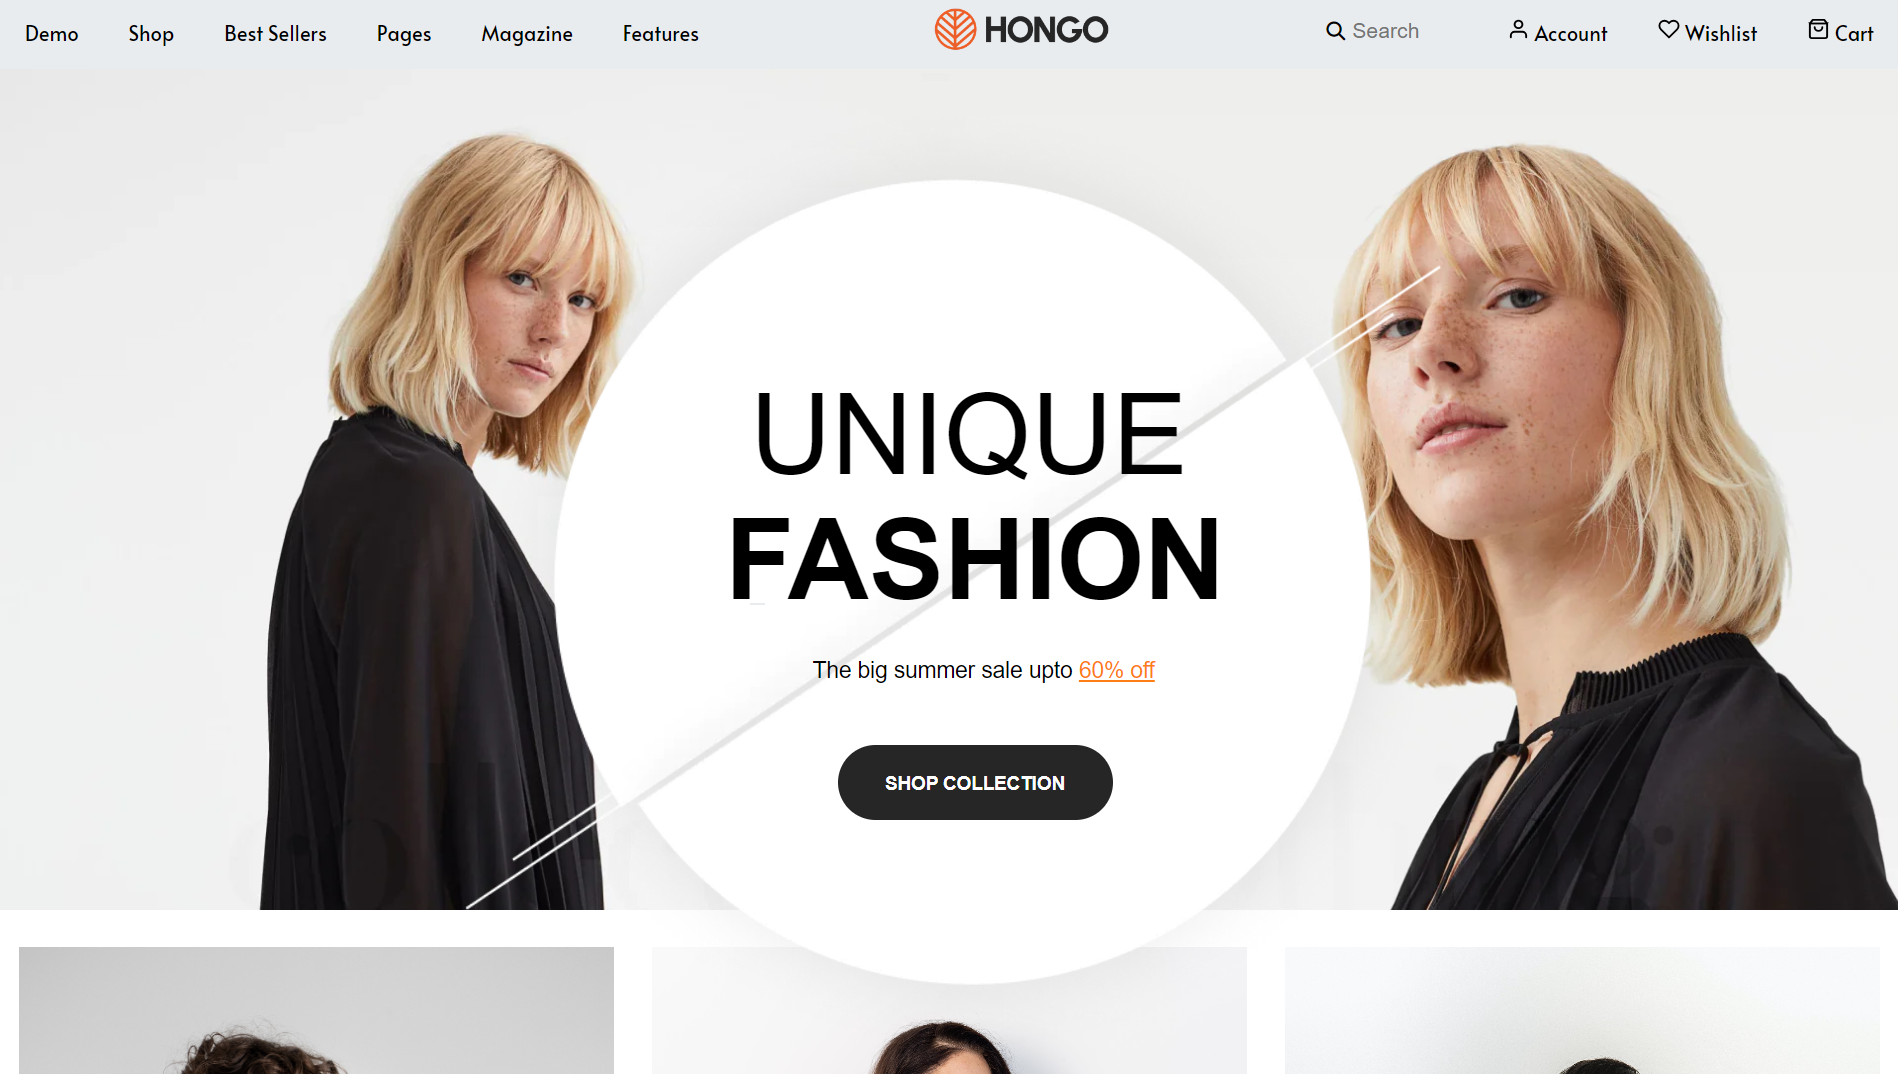 Demo Shop Best Sellers Pages Magazine Features HONGO Search Account Wishlist Cart
UNIQUE
FASHION
The big summer sale upto 60% off
SHOP COLLECTION